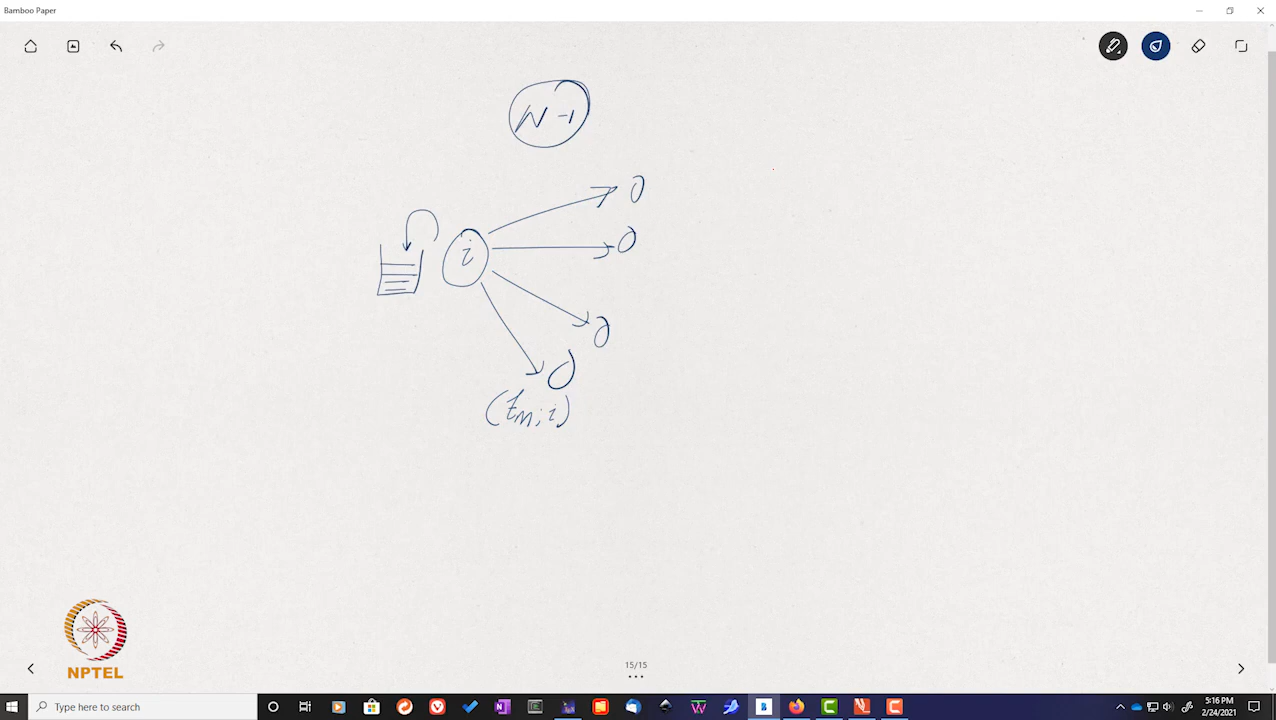 Bamboo Paper
N-1
i
(tm, i)
15/15
NPTEL
Type here to search
5:16 PM
2/24/2021